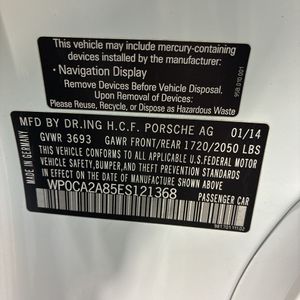 This vehicle may include mercury-containing
devices installed by the manufacturer:
• Navigation Display
Remove Devices Before Vehicle Disposal.
Upon Removal of Devices:
Please Reuse, Recycle, or Dispose as Hazardous Waste
MFD BY DR.ING H.C.F. PORSCHE AG 01/14
GVWR 3693 GAWR FRONT/REAR 1720/2050 LBS
THIS VEHICLE CONFORMS TO ALL APPLICABLE U.S. FEDERAL MOTOR
VEHICLE SAFETY, BUMPER, AND THEFT PREVENTION STANDARDS
IN EFFECT ON THE DATE OF MANUFACTURE SHOWN ABOVE
WP0CA2A85ES121368 PASSENGER CAR
MADE IN GERMANY